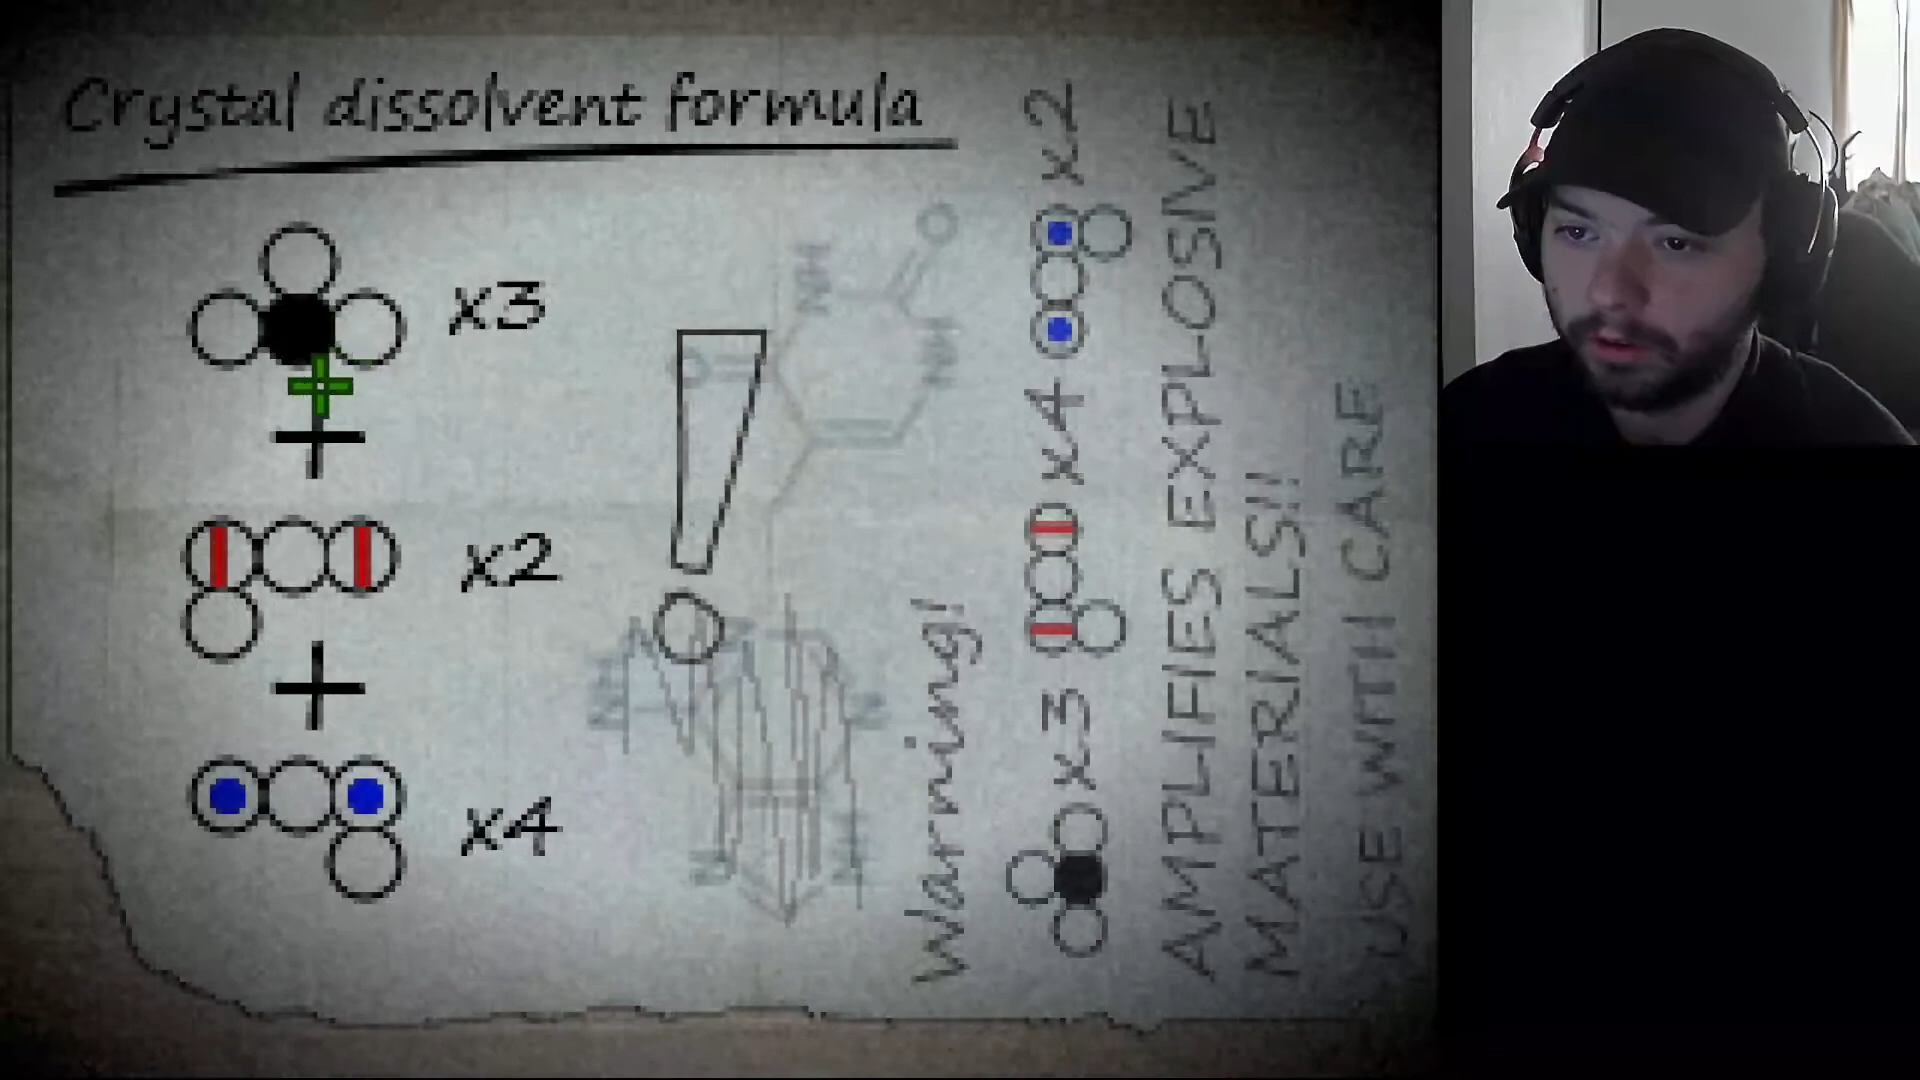 Crystal dissolvent formula
x3
+
x2
+
x4
Warning!
x3 x4 x2
AMPLIFIES EXPLOSIVE
MATERIALS!!
USE WITH CARE